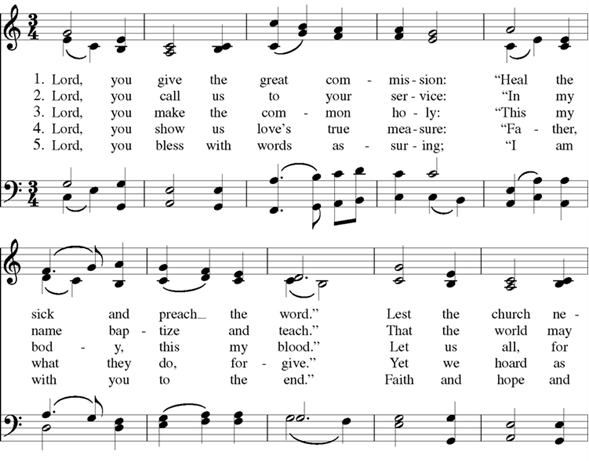 3 4
1. Lord, you give the great com - mis - sion: “Heal the
2. Lord, you call us to your ser - vice: “In my
3. Lord, you make the com - mon ho - ly: “This my
4. Lord, you show us love’s true mea - sure: “Fa - ther,
5. Lord, you bless with words as - sur - ing; “I am
3 4
sick and preach_ the word.” Lest the church ne -
name bap - tize and teach.” That the world may
bod - y, this my blood.” Let us all, for
what they do, for - give.” Yet we hoard as
with you to the end.” Faith and hope and